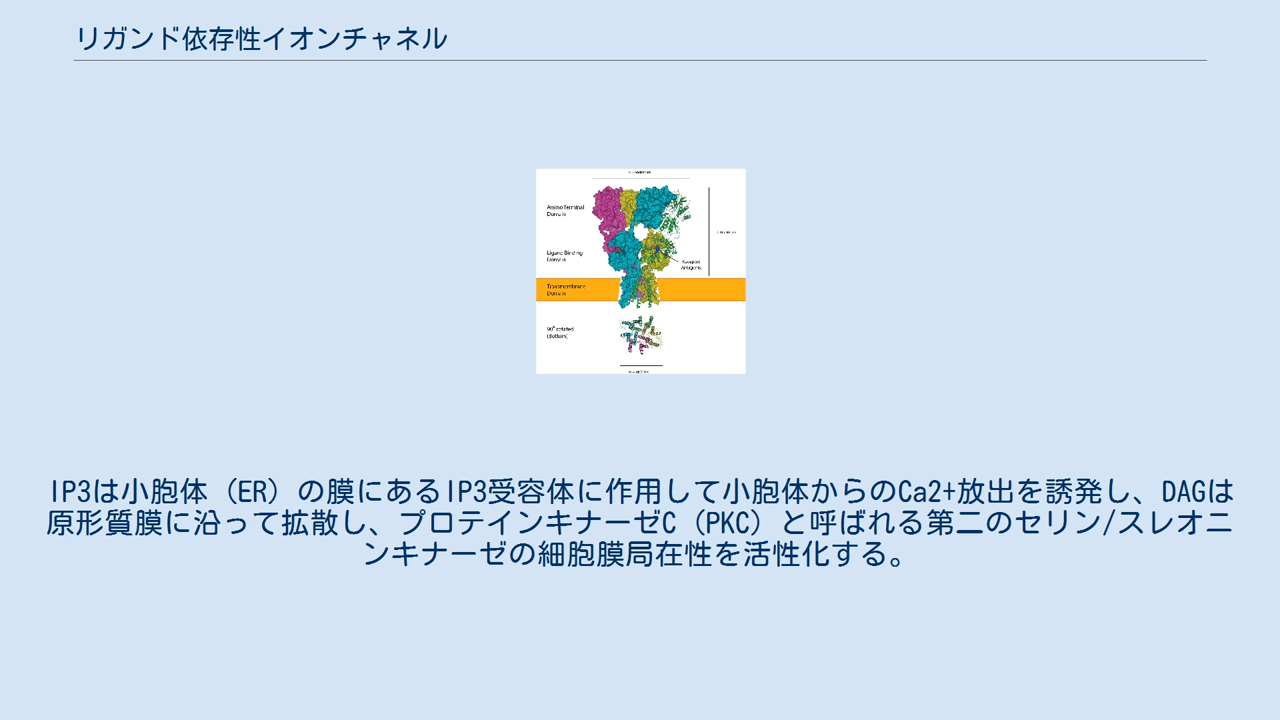 リガンド依存性イオンチャネル
Amino Terminal
Domain
Ligand Binding
Domain
Receptor
Antagonist
Transmembrane
Domain
90° rotated
(Bottom)
IP3は小胞体（ER）の膜にあるIP3受容体に作用して小胞体からのCa2+放出を誘発し、DAGは
原形質膜に沿って拡散し、プロテインキナーゼC（PKC）と呼ばれる第二のセリン/スレオニ
ンキナーゼの細胞膜局在性を活性化する。